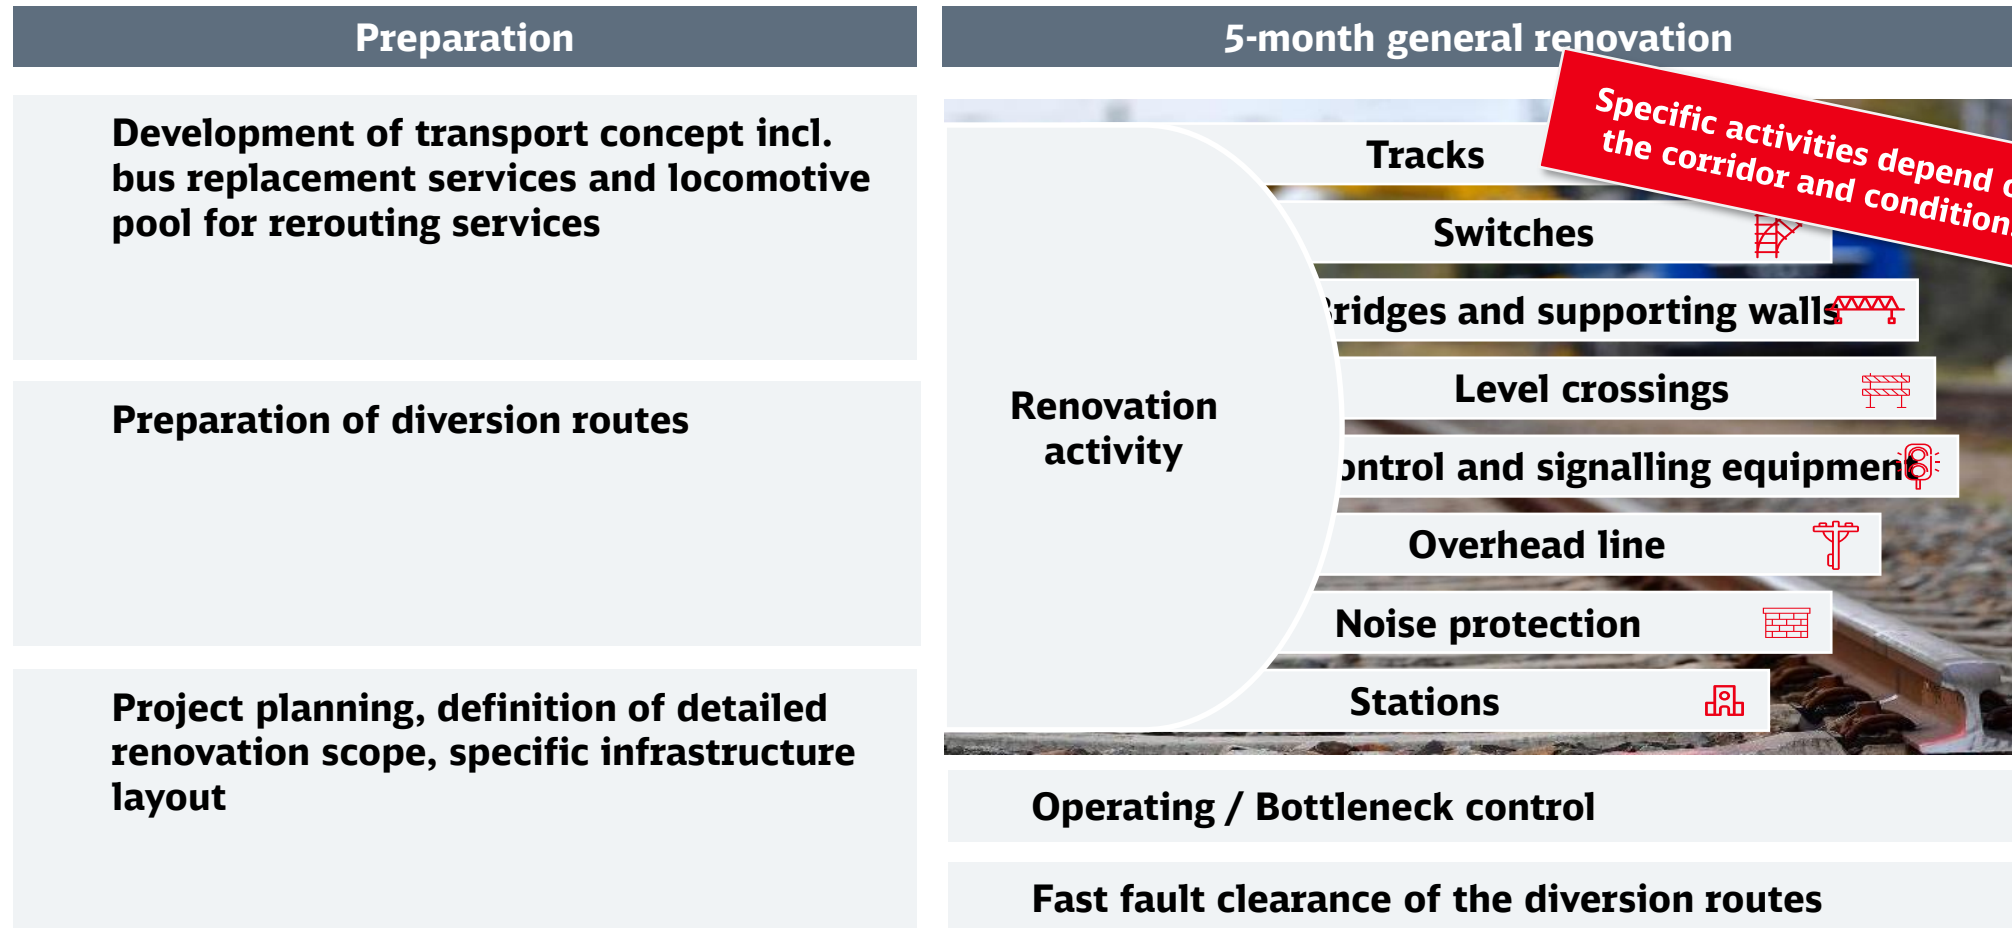 Preparation
Development of transport concept incl.
bus replacement services and locomotive
pool for rerouting services
Preparation of diversion routes
Project planning, definition of detailed
renovation scope, specific infrastructure
layout
5-month general renovation
Specific activities depend
the corridor and condition
Renovation
activity
Tracks
Switches
ridges and supporting walls
Level crossings
ontrol and signalling equipment
Overhead line
Noise protection
Stations
Operating / Bottleneck control
Fast fault clearance of the diversion routes